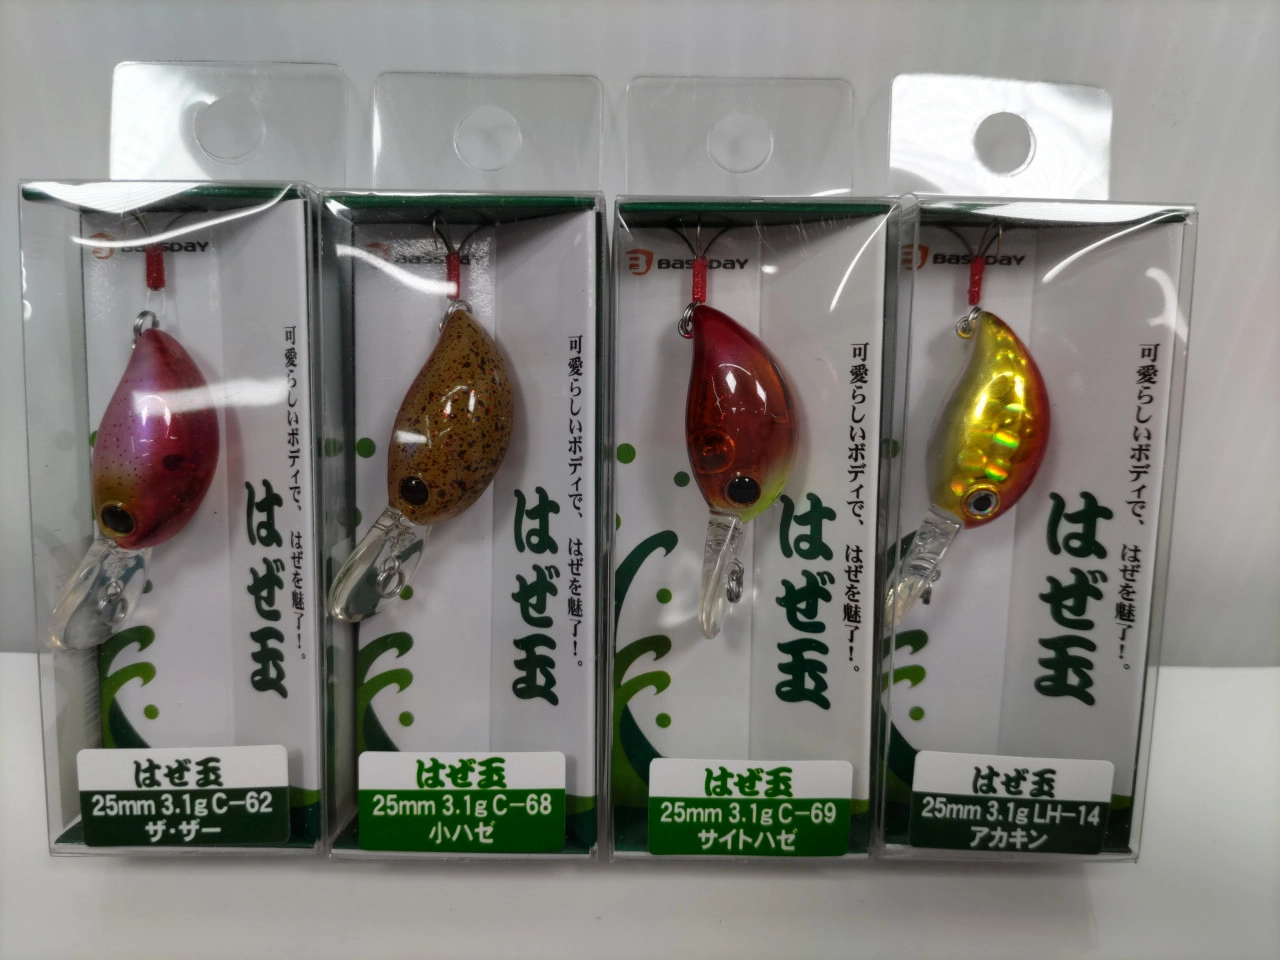 BASSDAY
可愛らしいボディで、はぜを魅了!。
はぜ玉
はぜ玉
25mm 3.1g C-62
ザ・ザー
BASSDAY
可愛らしいボディで、はぜを魅了!。
はぜ玉
はぜ玉
25mm 3.1g C-68
小ハゼ
BASSDAY
可愛らしいボディで、はぜを魅了!。
はぜ玉
はぜ玉
25mm 3.1g C-69
サイトハゼ
BASSDAY
可愛らしいボディで、はぜを魅了!。
はぜ玉
はぜ玉
25mm 3.1g LH-14
アカキン